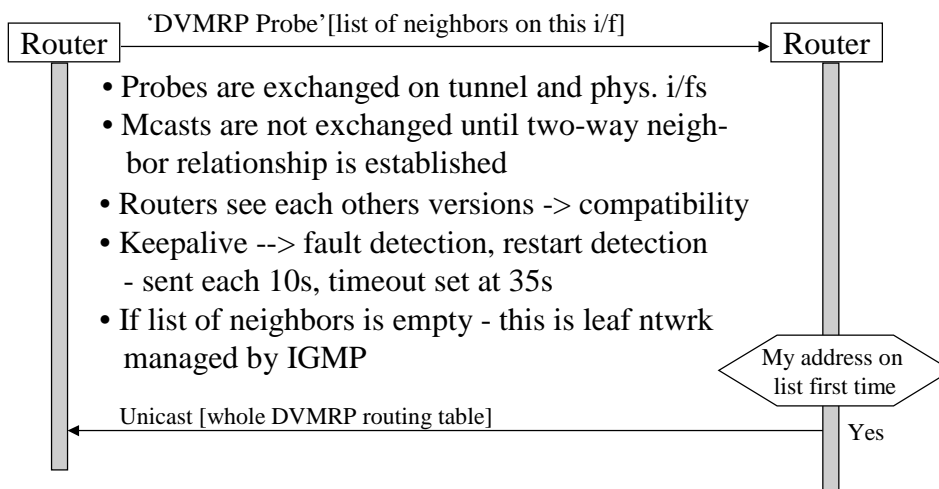 ‘DVMRP Probe’[list of neighbors on this i/f]
Router
Router
• Probes are exchanged on tunnel and phys. i/fs
• Mcasts are not exchanged until two-way neigh-
bor relationship is established
• Routers see each others versions -> compatibility
• Keepalive --> fault detection, restart detection
- sent each 10s, timeout set at 35s
• If list of neighbors is empty - this is leaf ntwrk
managed by IGMP
My address on
list first time
Unicast [whole DVMRP routing table]
Yes